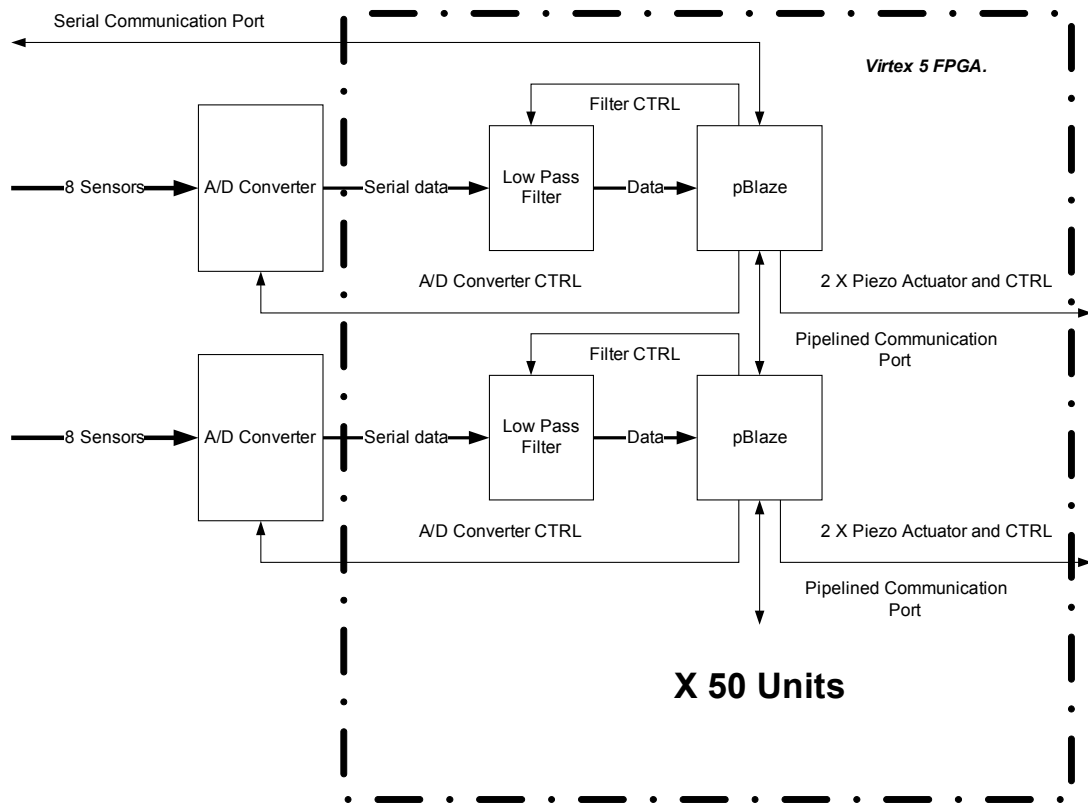 Serial Communication Port
Virtex 5 FPGA.
Filter CTRL
8 Sensors
A/D Converter
Serial data
Low Pass
Filter
Data
pBlaze
A/D Converter CTRL
2 X Piezo Actuator and CTRL
Pipelined Communication
Port
Filter CTRL
8 Sensors
A/D Converter
Serial data
Low Pass
Filter
Data
pBlaze
A/D Converter CTRL
2 X Piezo Actuator and CTRL
Pipelined Communication
Port
X 50 Units